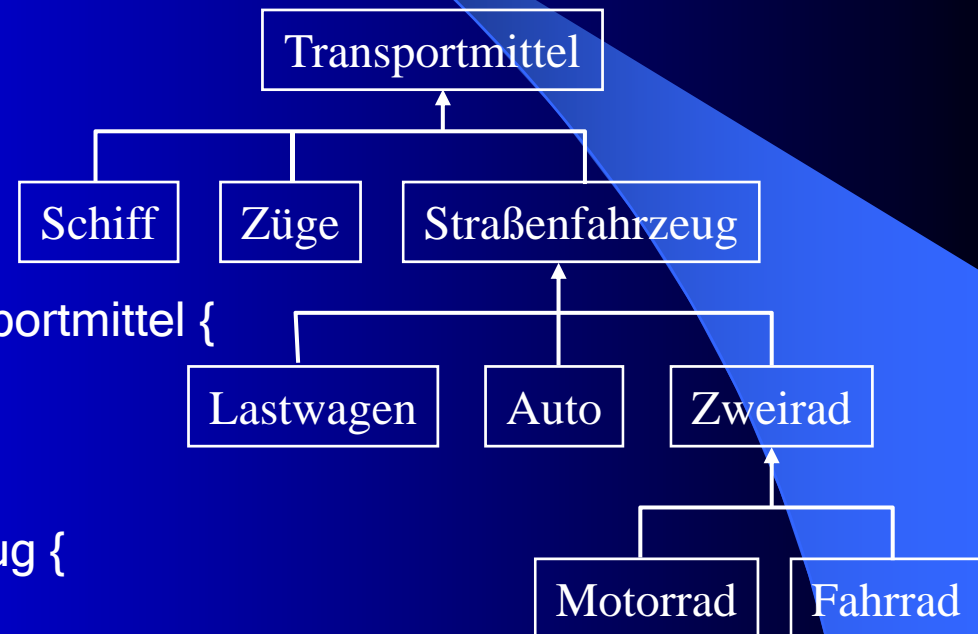 Transportmittel
Schiff Züge Straßenfahrzeug
portmittel {
Lastwagen Auto Zweirad
ug {
Motorrad Fahrrad